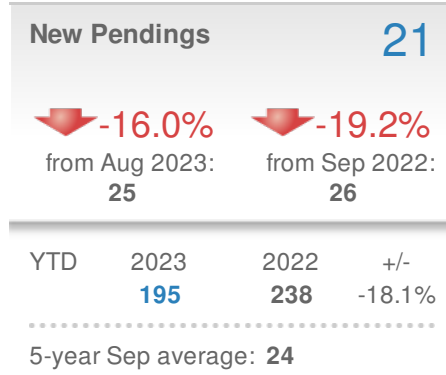 New Pendings 21
-16.0% -19.2%
from Aug 2023: from Sep 2022:
25 26
YTD 2023 2022 +/-
195 238 -18.1%
5-year Sep average: 24